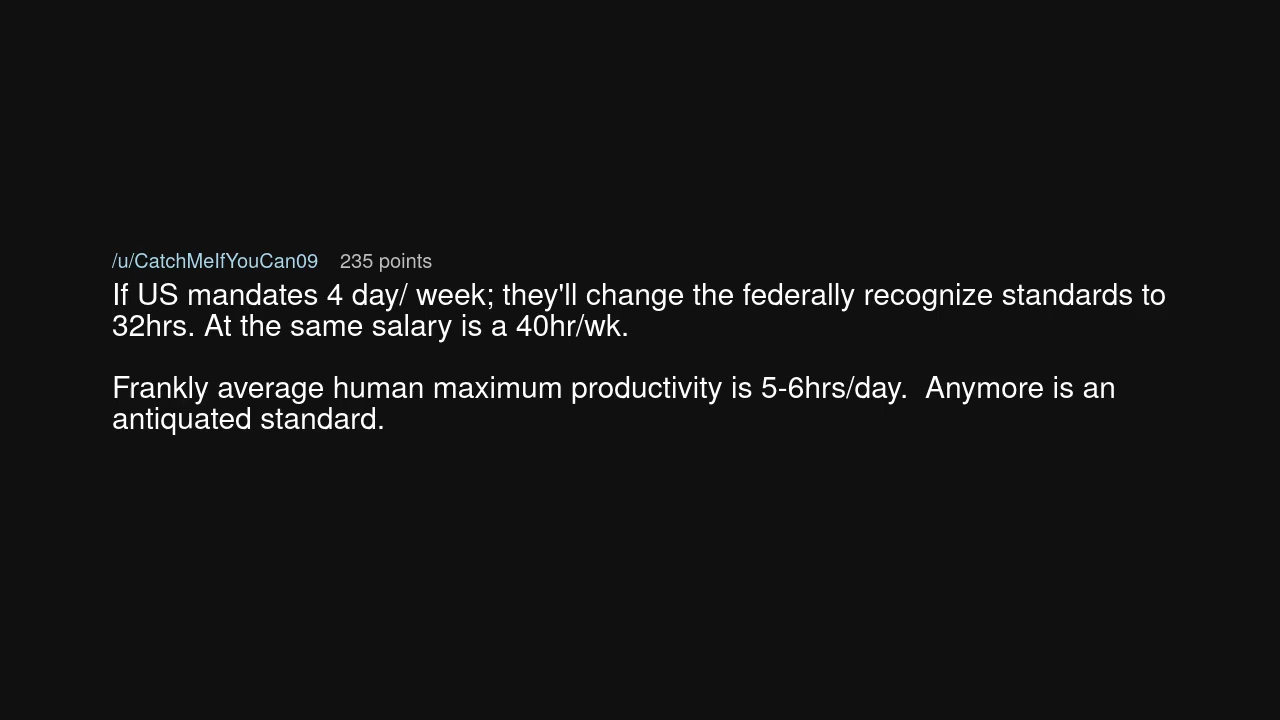 /u/CatchMeIfYouCan09 235 points
If US mandates 4 day/ week; they'll change the federally recognize standards to
32hrs. At the same salary is a 40hr/wk.
Frankly average human maximum productivity is 5-6hrs/day.  Anymore is an
antiquated standard.